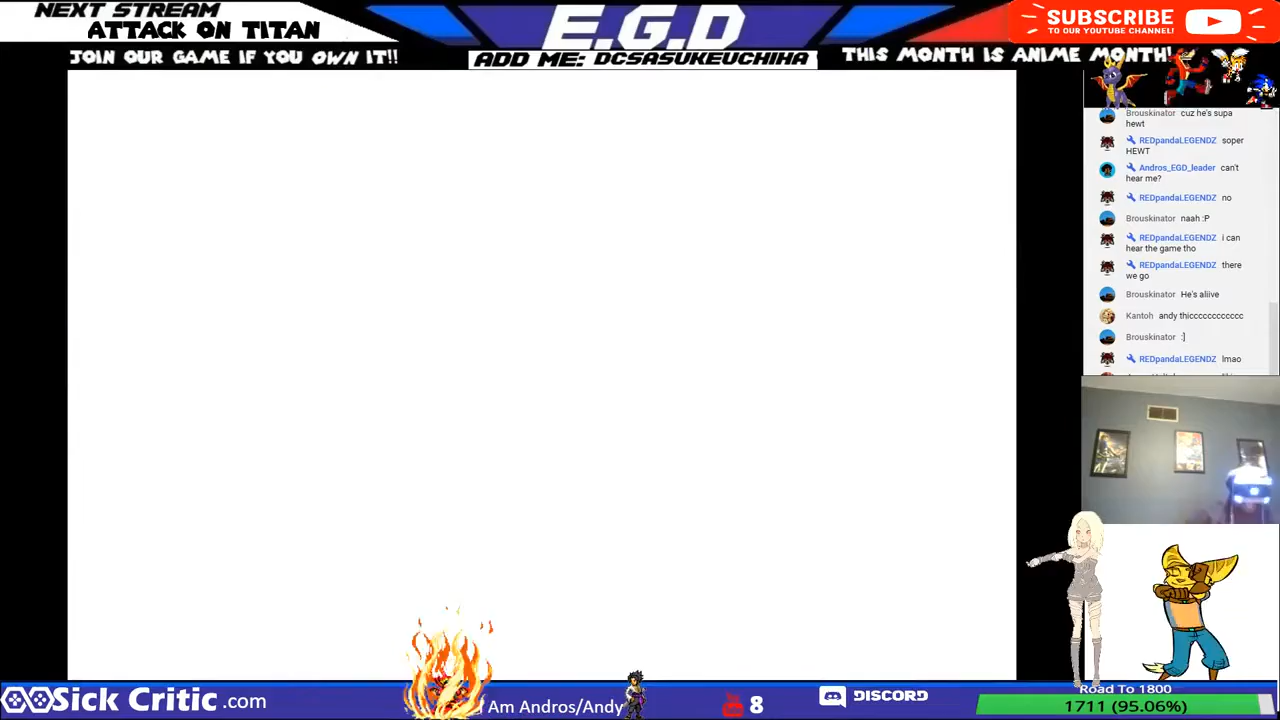 NEXT STREAM
ATTACK ON TITAN
JOIN OUR GAME IF YOU OWN IT!!
E.G.D
ADD ME: DCSASUKEUCHIHA
THIS MONTH IS ANIME MONTH!
SUBSCRIBE
TO OUR YOUTUBE CHANNEL!
Brouskinator cuz he's supa
hewt
REDpandaLEGENDZ soper
HEWT
Andros_EGD_leader can't
hear me?
REDpandaLEGENDZ no
Brouskinator naah :P
REDpandaLEGENDZ i can
hear the game tho
REDpandaLEGENDZ there
we go
Brouskinator He's aliive
Kantoh andy thicccccccccccc
Brouskinator :]
REDpandaLEGENDZ lmao
Sick Critic.com
Am Andros/Andy
8
DISCORD
Road To 1800
1711 (95.06%)